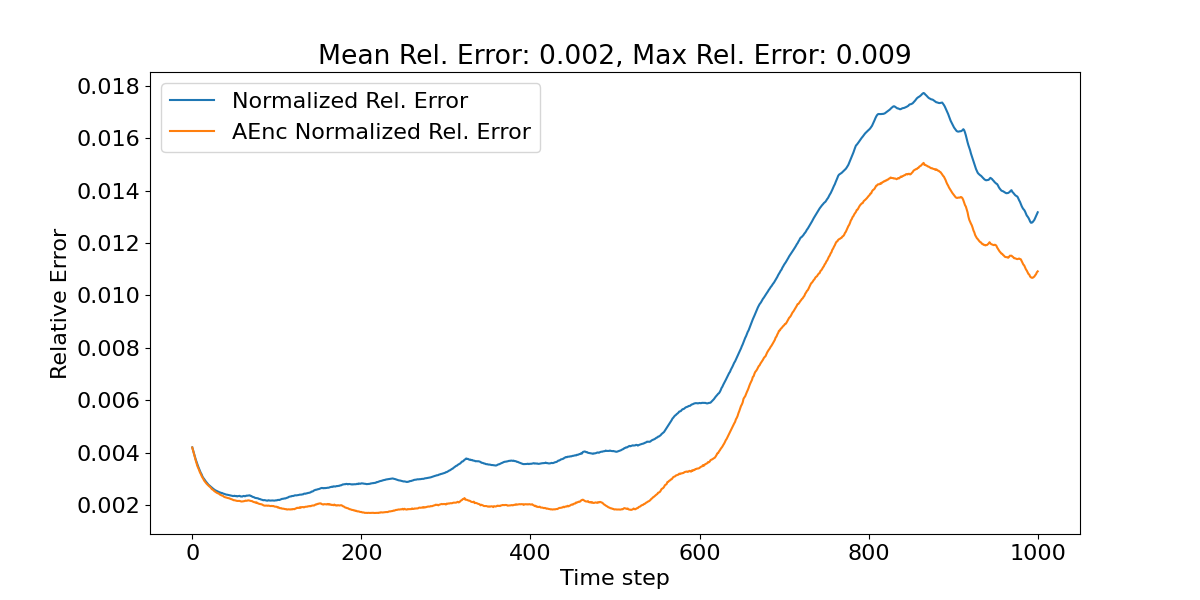 Mean Rel. Error: 0.002, Max Rel. Error: 0.009
Normalized Rel. Error
AEnc Normalized Rel. Error
Relative Error
0.018
0.016
0.014
0.012
0.010
0.008
0.006
0.004
0.002
0 200 400 600 800 1000
Time step